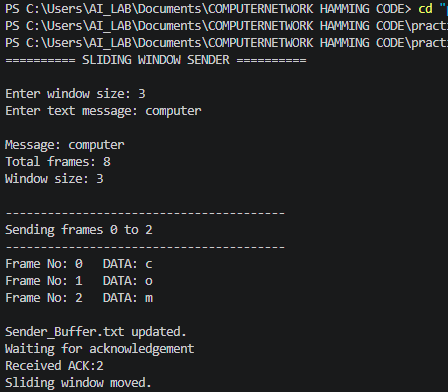 PS C:\Users\AI_LAB\Documents\COMPUTERNETWORK HAMMING CODE> cd "
PS C:\Users\AI_LAB\Documents\COMPUTERNETWORK HAMMING CODE\practi
PS C:\Users\AI_LAB\Documents\COMPUTERNETWORK HAMMING CODE\practi
========== SLIDING WINDOW SENDER ==========
Enter window size: 3
Enter text message: computer
Message: computer
Total frames: 8
Window size: 3
----------------------------------------
Sending frames 0 to 2
----------------------------------------
Frame No: 0   DATA: c
Frame No: 1   DATA: o
Frame No: 2   DATA: m
Sender_Buffer.txt updated.
Waiting for acknowledgement
Received ACK:2
Sliding window moved.